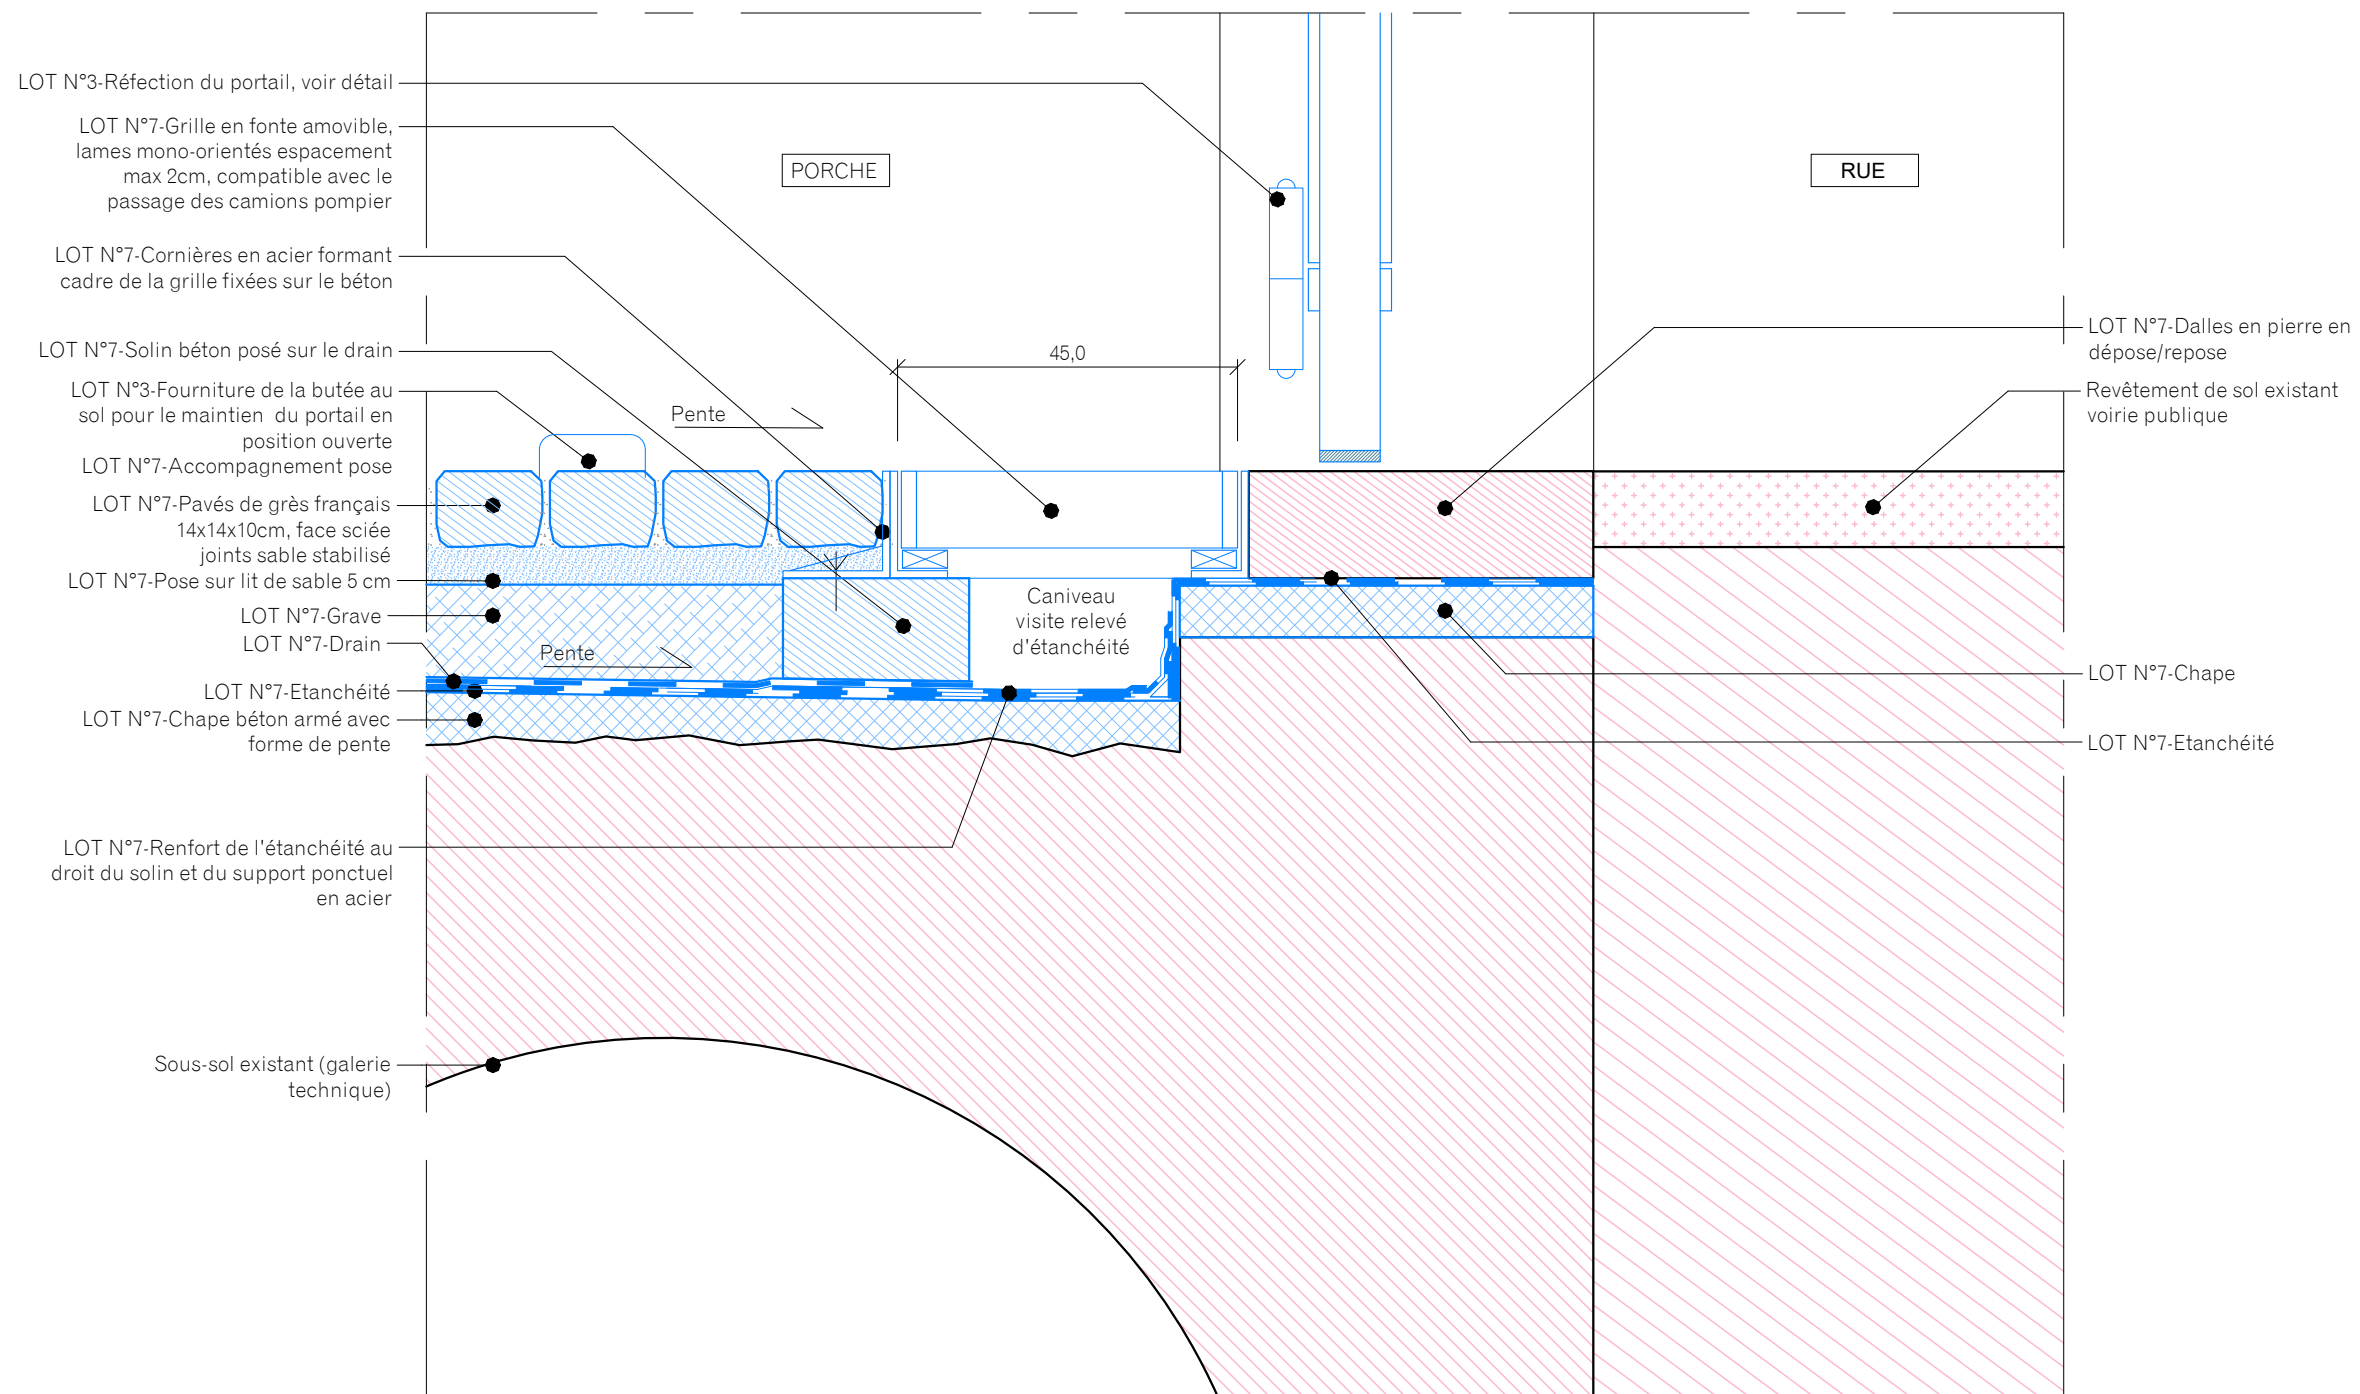 LOT N°3-Réfection du portail, voir détail
LOT N°7-Grille en fonte amovible,
lames mono-orientés espacement
max 2cm, compatible avec le
passage des camions pompier
LOT N°7-Cornières en acier formant
cadre de la grille fixées sur le béton
LOT N°7-Solin béton posé sur le drain
LOT N°3-Fourniture de la butée au
sol pour le maintien  du portail en
position ouverte
LOT N°7-Accompagnement pose
LOT N°7-Pavés de grès français
14x14x10cm, face sciée
joints sable stabilisé
LOT N°7-Pose sur lit de sable 5 cm
LOT N°7-Grave
LOT N°7-Drain
LOT N°7-Etanchéité
LOT N°7-Chape béton armé avec
forme de pente
LOT N°7-Renfort de l'étanchéité au
droit du solin et du support ponctuel
en acier
Sous-sol existant (galerie
technique)
PORCHE
RUE
45,0
Pente
Pente
Caniveau
visite relevé
d'étanchéité
LOT N°7-Dalles en pierre en
dépose/repose
Revêtement de sol existant
voirie publique
LOT N°7-Chape
LOT N°7-Etanchéité